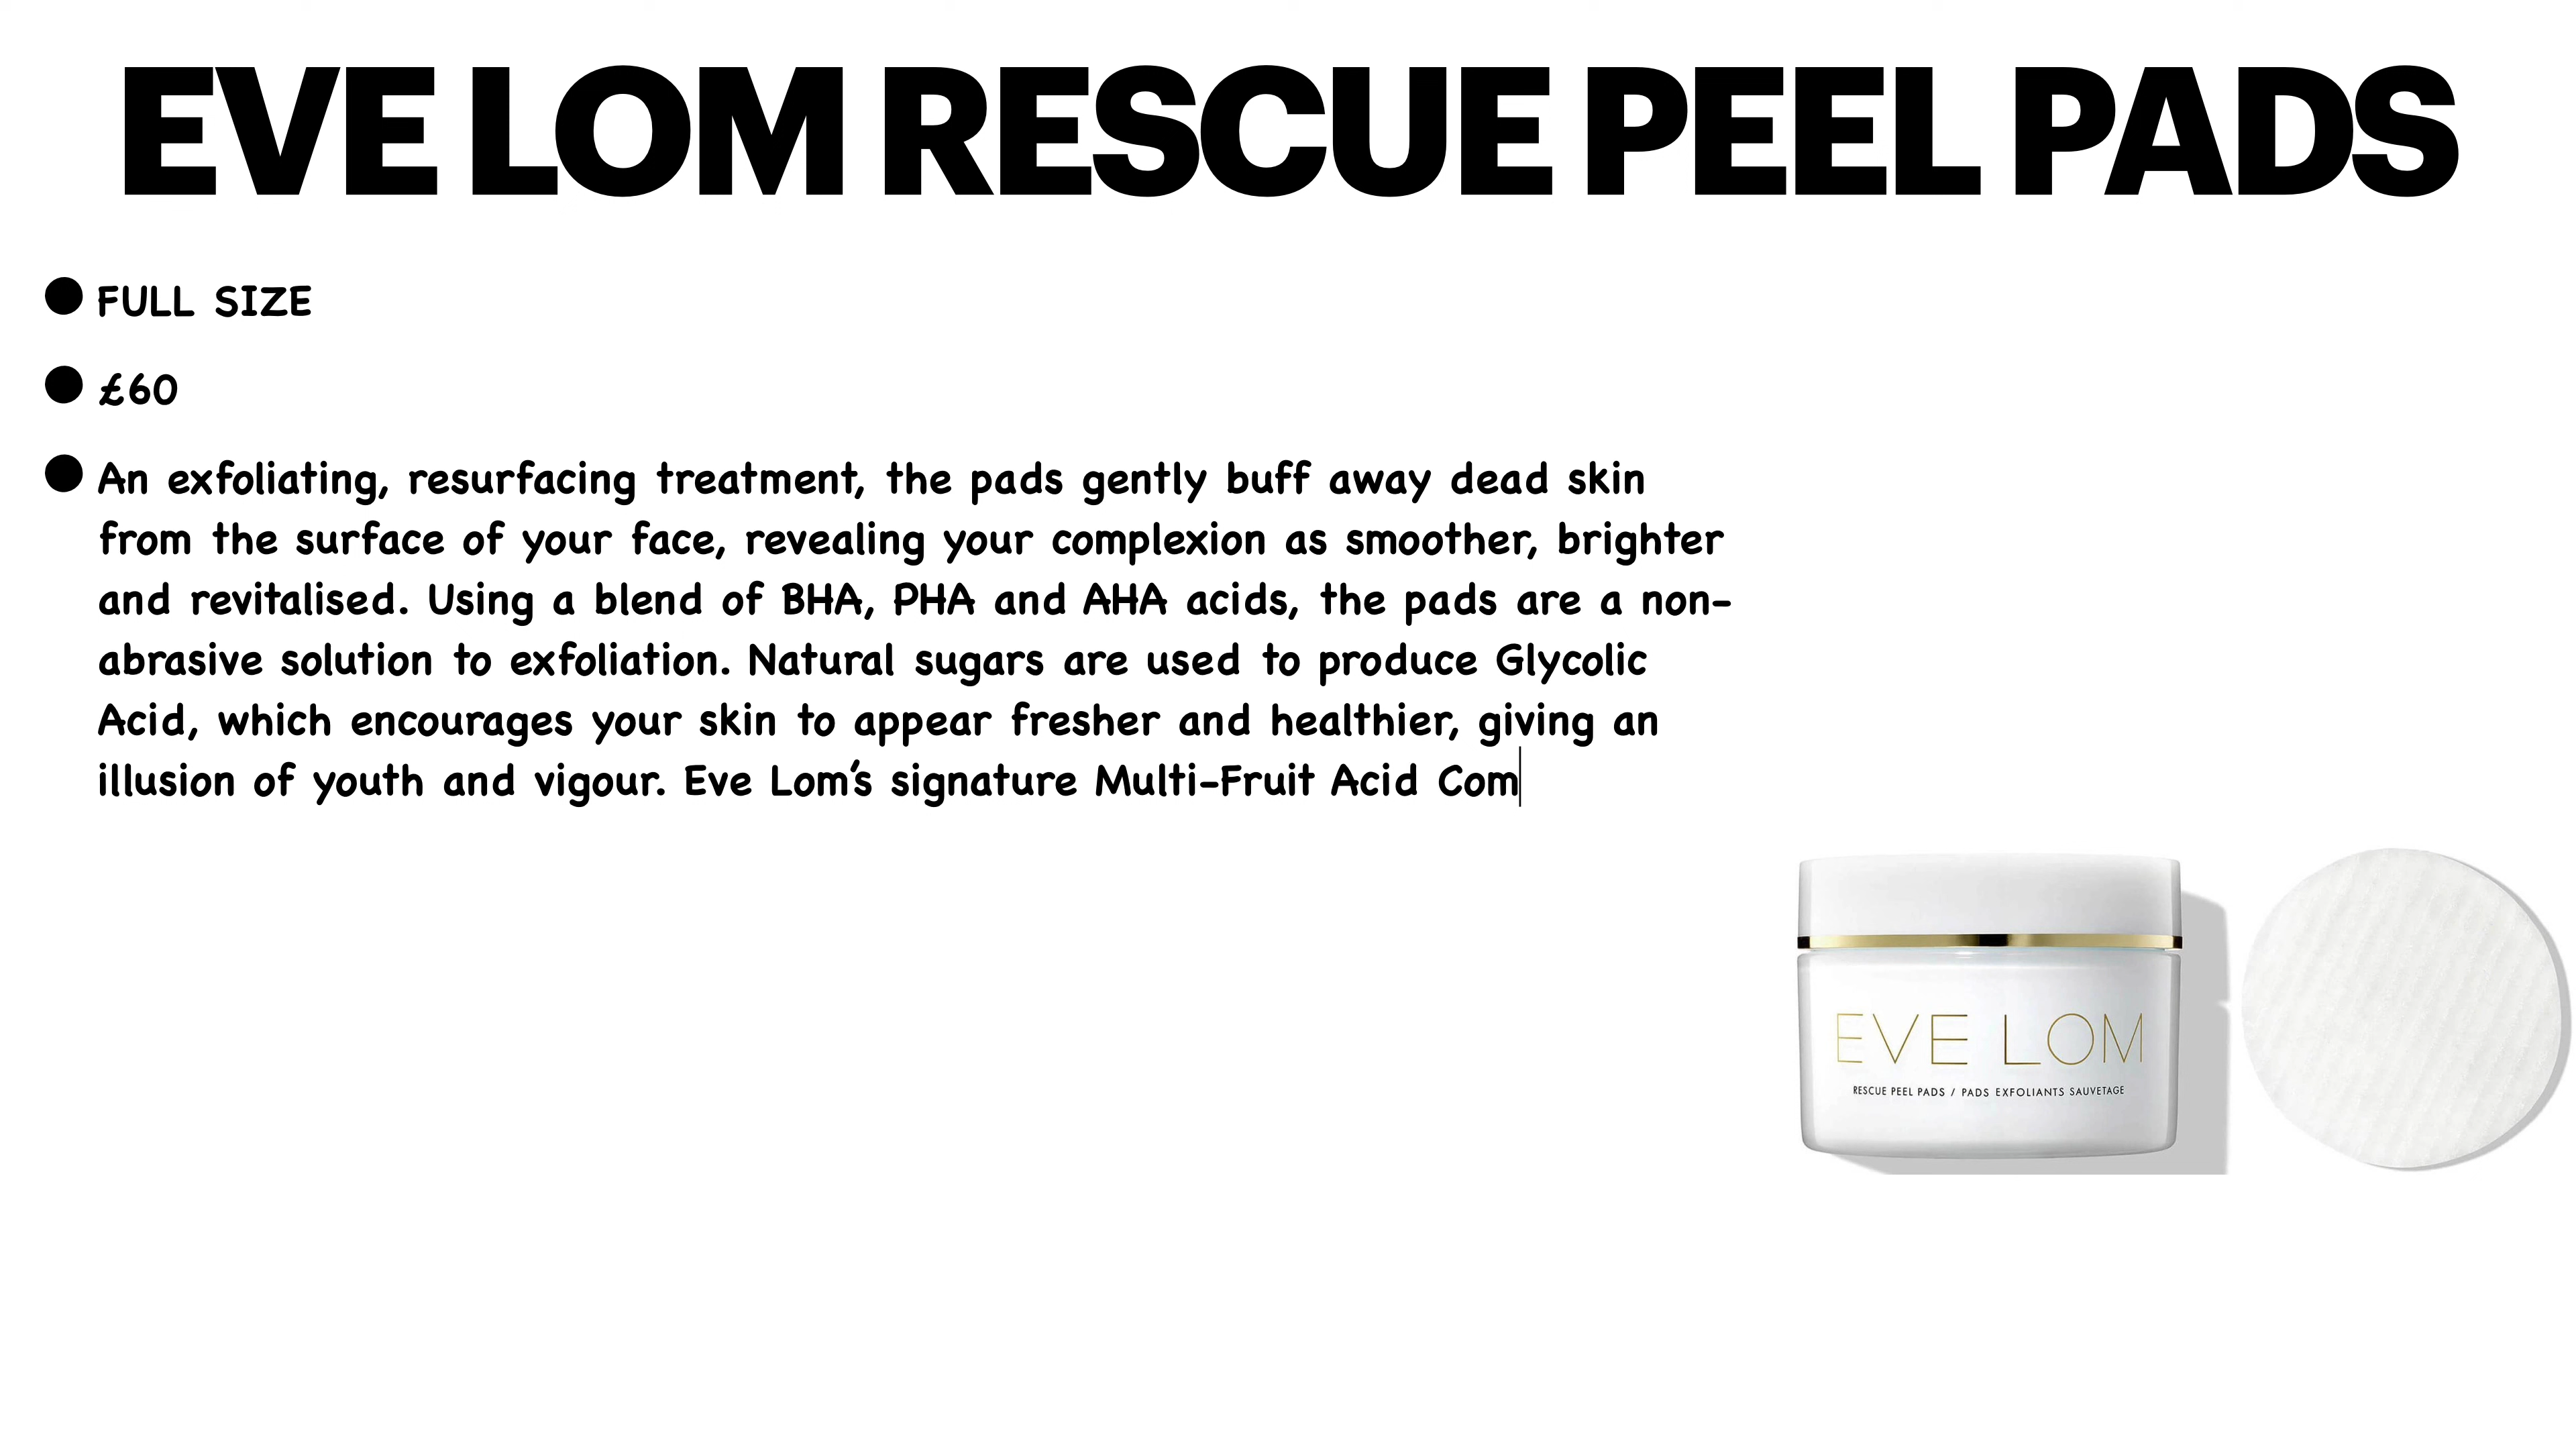 EVE LOM RESCUE PEEL PADS
● FULL SIZE
● £60
● An exfoliating, resurfacing treatment, the pads gently buff away dead skin
from the surface of your face, revealing your complexion as smoother, brighter
and revitalised. Using a blend of BHA, PHA and AHA acids, the pads are a non-
abrasive solution to exfoliation. Natural sugars are used to produce Glycolic
Acid, which encourages your skin to appear fresher and healthier, giving an
illusion of youth and vigour. Eve Lom’s signature Multi-Fruit Acid Com
EVE LOM
RESCUE PEEL PADS / PADS EXFOLIANTS SAUVETAGE